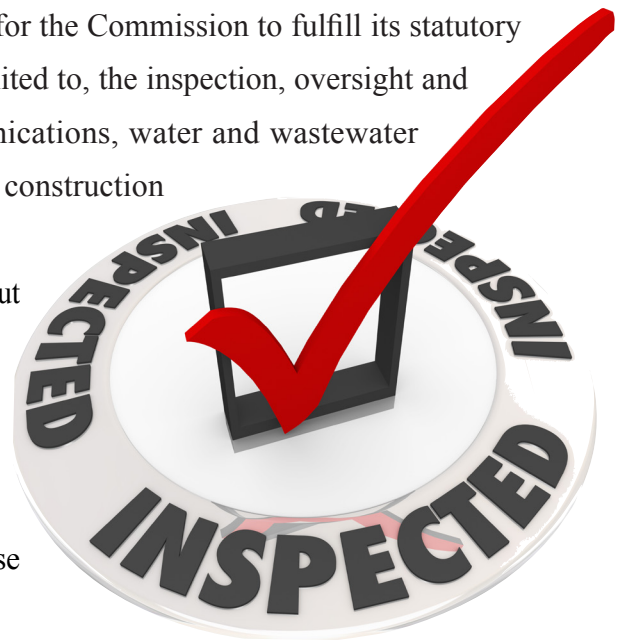 for the Commission to fulfill its statutory
ited to, the inspection, oversight and
nications, water and wastewater
construction
ut
se
INSPECTED
INSPECTED
INSPECTED